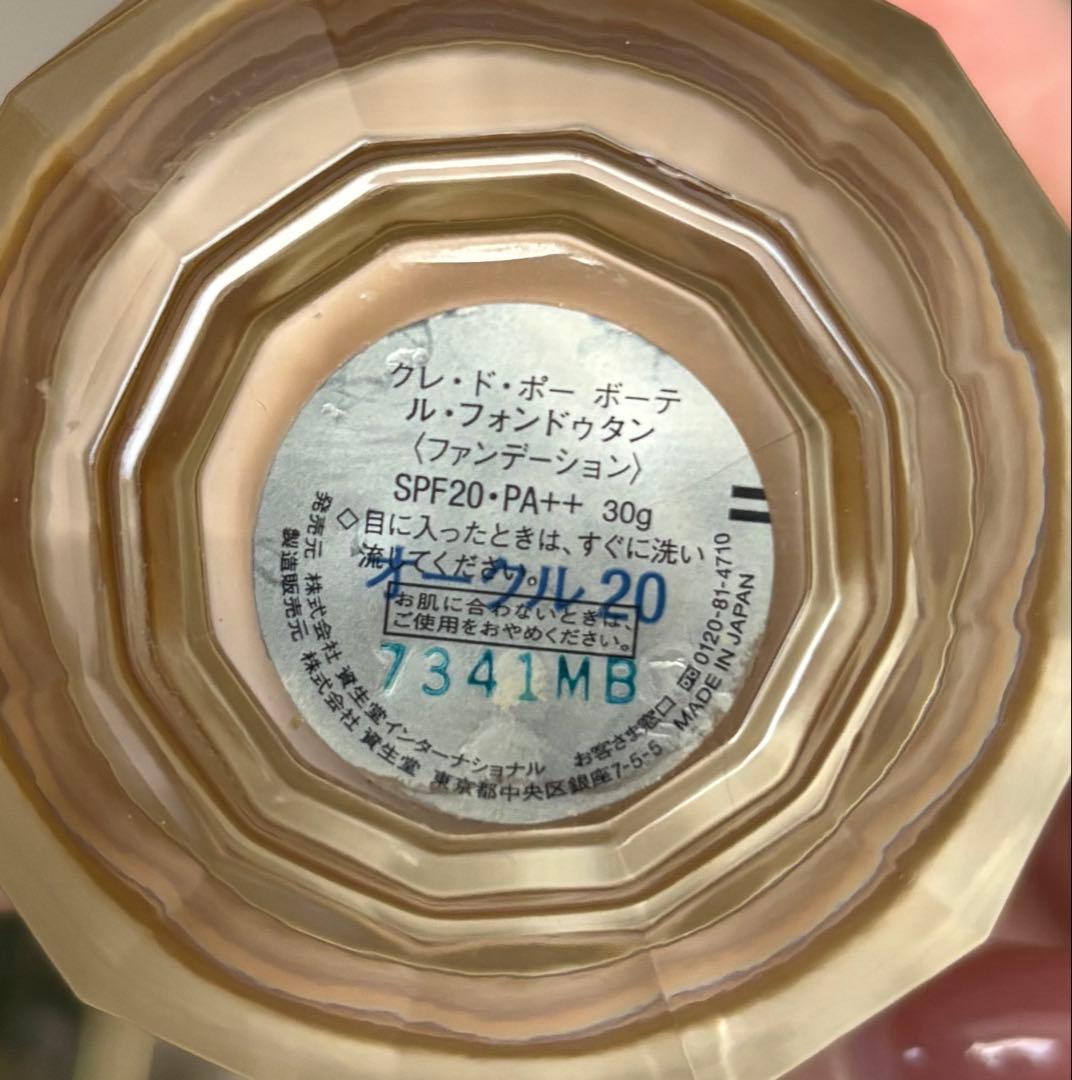 クレ・ド・ポー ボーテ
ル・フォンドゥタン
〈ファンデーション〉
SPF20・PA++ 30g
◇目に入ったときは、すぐに洗い
流してください。
オークル 20
お肌に合わないときは、
ご使用をおやめください。
7341MB
発売元 株式会社 資生堂インターナショナル
製造販売元 株式会社 資生堂 東京都中央区銀座7-5-5
お客さま窓口 0120-81-4710
MADE IN JAPAN